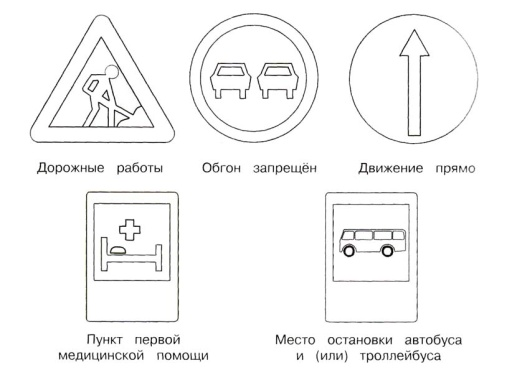 Дорожные работы
Обгон запрещён
Движение прямо
Пункт первой
медицинской помощи
Место остановки автобуса
и (или) троллейбуса